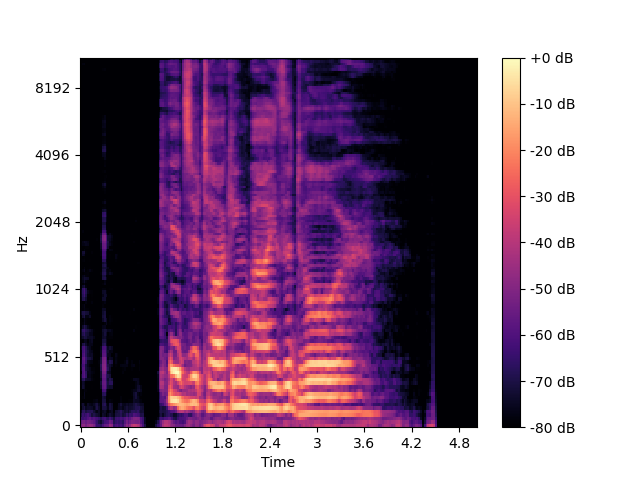 8192
4096
2048
1024
512
0
Hz
0 0.6 1.2 1.8 2.4 3 3.6 4.2 4.8
Time
+0 dB
-10 dB
-20 dB
-30 dB
-40 dB
-50 dB
-60 dB
-70 dB
-80 dB